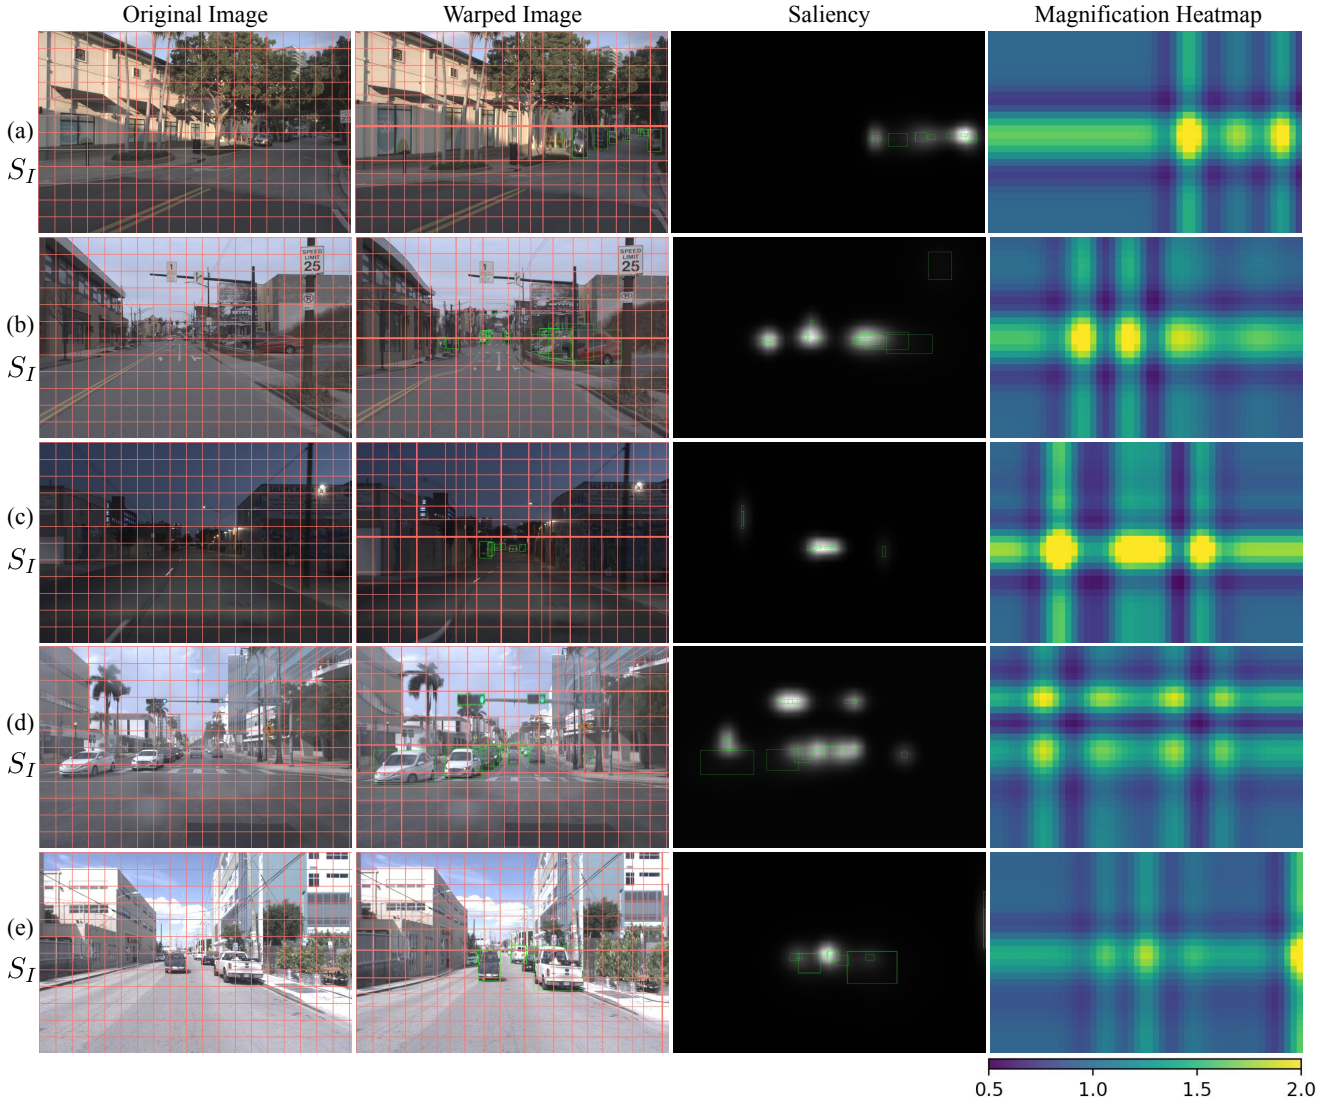 Original Image Warped Image Saliency Magnification Heatmap
(a)
S_I
(b)
S_I
SPEED
LIMIT
25
R
SPEED
LIMIT
25
R
(c)
S_I
(d)
S_I
(e)
S_I
0.5 1.0 1.5 2.0